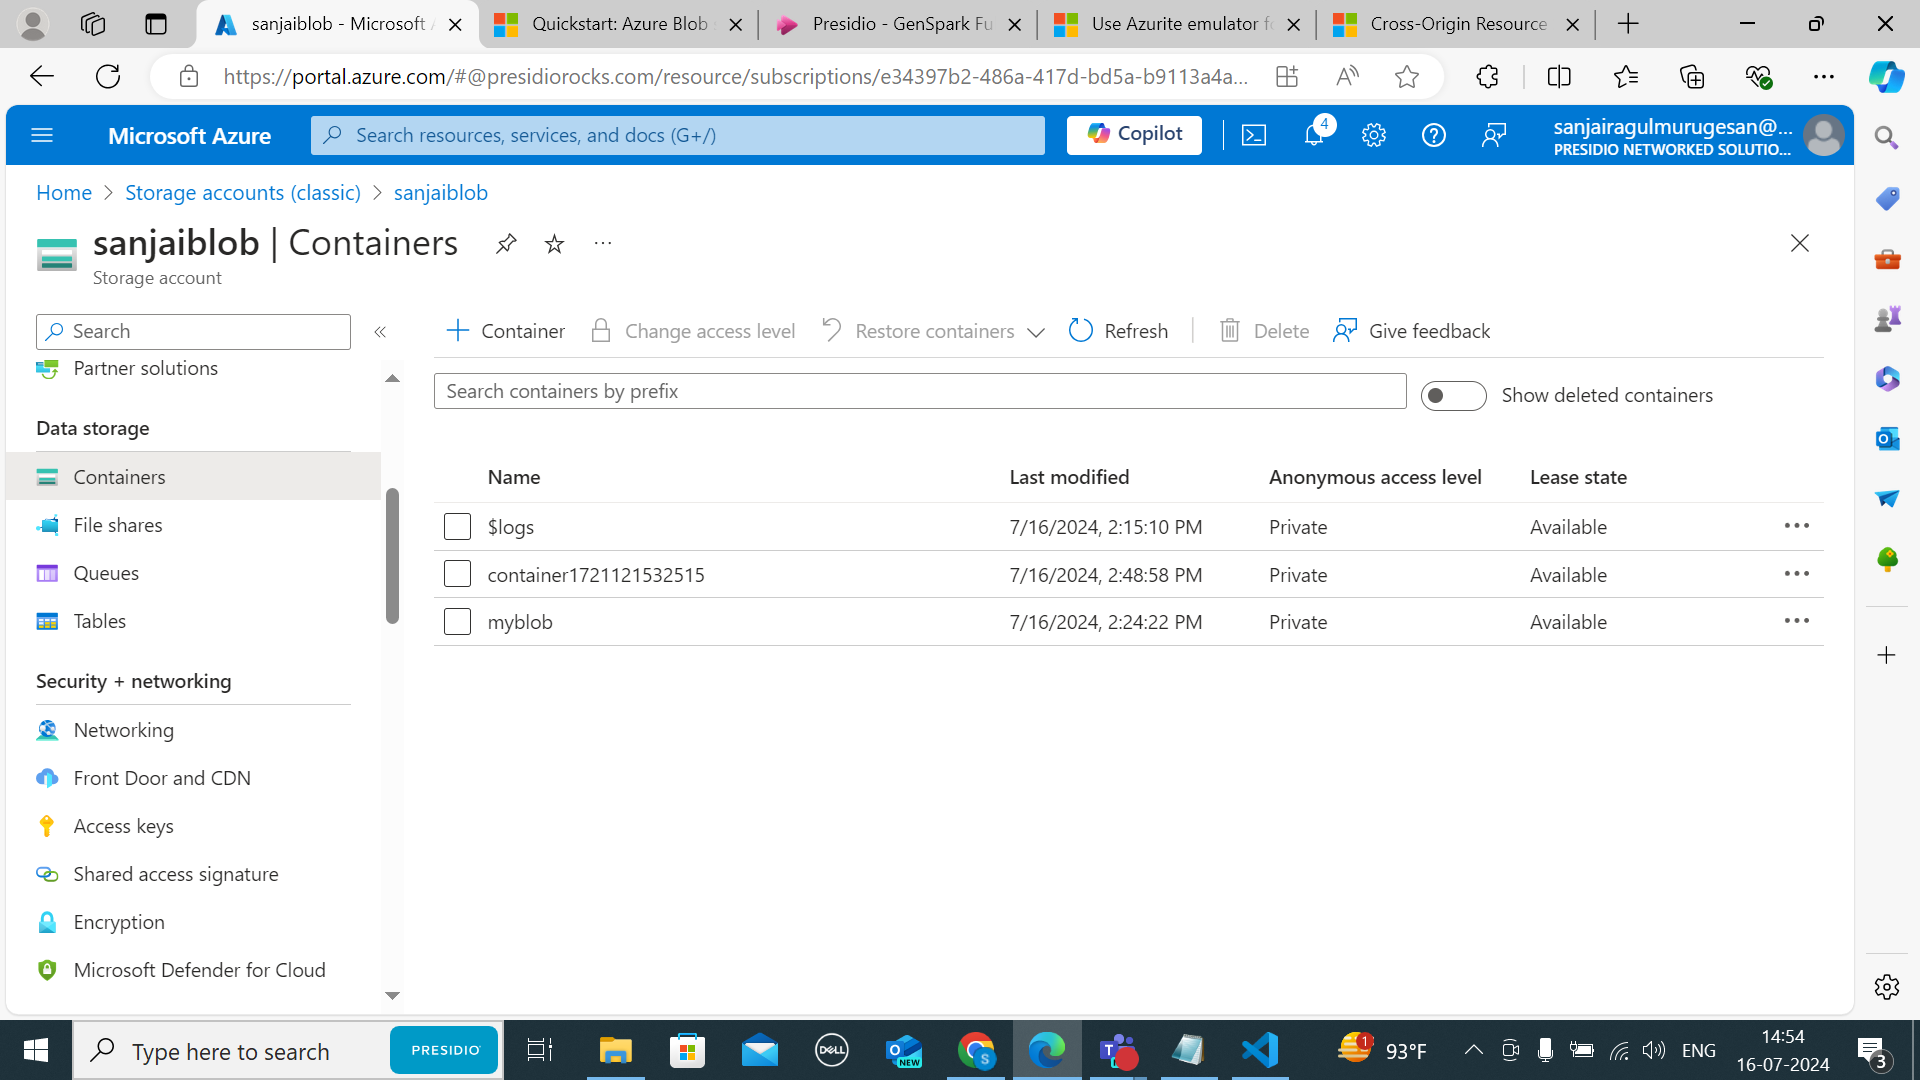 sanjaiblob - Microsoft A
Quickstart: Azure Blob s
Presidio - GenSpark Fu
Use Azurite emulator fo
Cross-Origin Resource
https://portal.azure.com/#@presidiorocks.com/resource/subscriptions/e34397b2-486a-417d-bd5a-b9113a4a...
Microsoft Azure
Search resources, services, and docs (G+/)
Copilot
4
sanjairagulmurugesan@...
PRESIDIO NETWORKED SOLUTIO...
Home > Storage accounts (classic) > sanjaiblob
sanjaiblob | Containers
Storage account
Search
Container
Change access level
Restore containers
Refresh
Delete
Give feedback
Partner solutions
Data storage
Containers
File shares
Queues
Tables
Security + networking
Networking
Front Door and CDN
Access keys
Shared access signature
Encryption
Microsoft Defender for Cloud
Search containers by prefix
Show deleted containers
Name Last modified Anonymous access level Lease state
$logs 7/16/2024, 2:15:10 PM Private Available
container1721121532515 7/16/2024, 2:48:58 PM Private Available
myblob 7/16/2024, 2:24:22 PM Private Available
Type here to search
PRESIDIO
DELL
NEW
S
1
93°F
ENG
14:54
16-07-2024
3